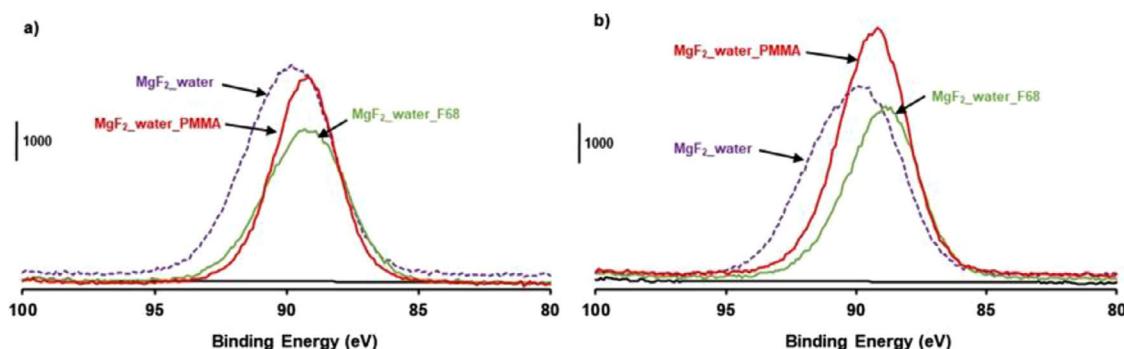 a)
MgF₂_water
MgF₂_water_PMMA
MgF₂_water_F68
1000
100 95 90 85 80
Binding Energy (eV)
b)
MgF₂_water_PMMA
MgF₂_water_F68
MgF₂_water
1000
100 95 90 85 80
Binding Energy (eV)